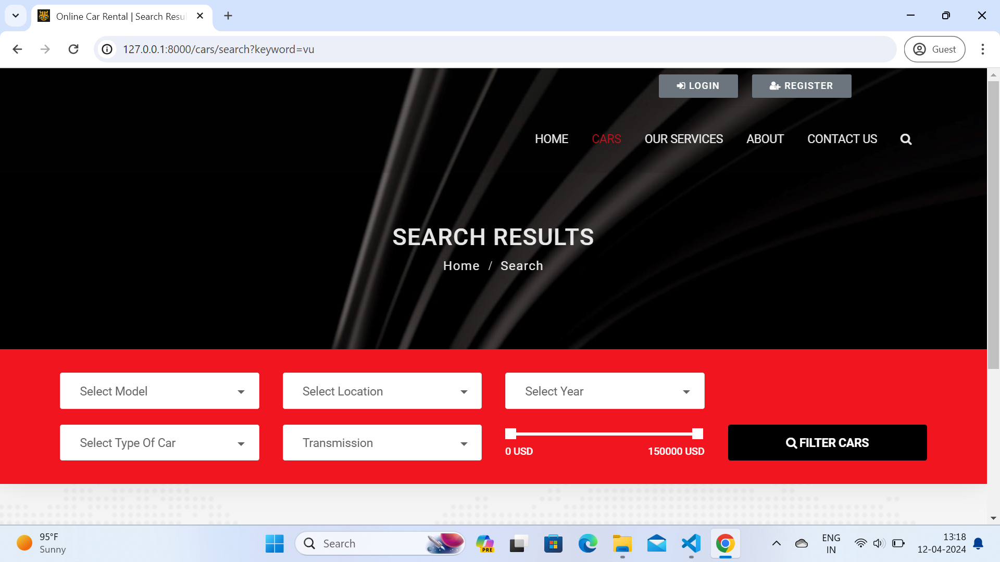 Online Car Rental | Search Resul
127.0.0.1:8000/cars/search?keyword=vu
Guest
LOGIN
REGISTER
HOME
CARS
OUR SERVICES
ABOUT
CONTACT US
SEARCH RESULTS
Home / Search
Select Model
Select Location
Select Year
Select Type Of Car
Transmission
0 USD
150000 USD
FILTER CARS
95°F
Sunny
Search
PRE
ENG
IN
13:18
12-04-2024